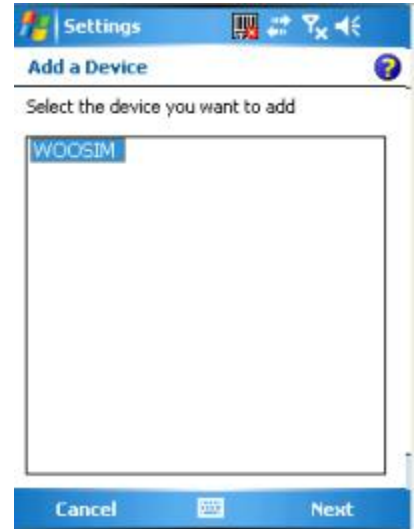 Settings
Add a Device
Select the device you want to add
WOOSIM
Cancel Next